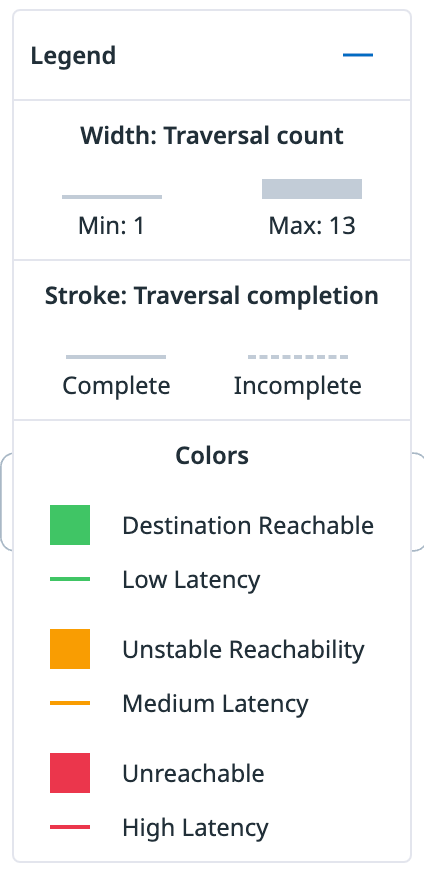 Legend
Width: Traversal count
Min: 1
Max: 13
Stroke: Traversal completion
Complete
Incomplete
Colors
Destination Reachable
Low Latency
Unstable Reachability
Medium Latency
Unreachable
High Latency